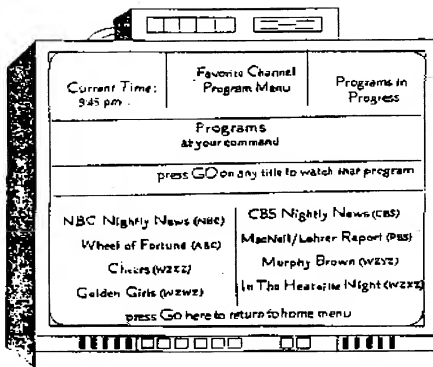 Current Time:
9:45 pm
Favorite Channel
Program Menu
Programs in
Progress
Programs
at your command
press GO on any title to watch that program
NBC Nightly News (NBC)
Wheel of Fortune (ABC)
Cheers (WZXZ)
Golden Girls (WZWZ)
CBS Nightly News (CBS)
MacNeil/Lehrer Report (PBS)
Murphy Brown (WZYZ)
In The Heat of the Night (WZXZ)
press Go here to return to home menu